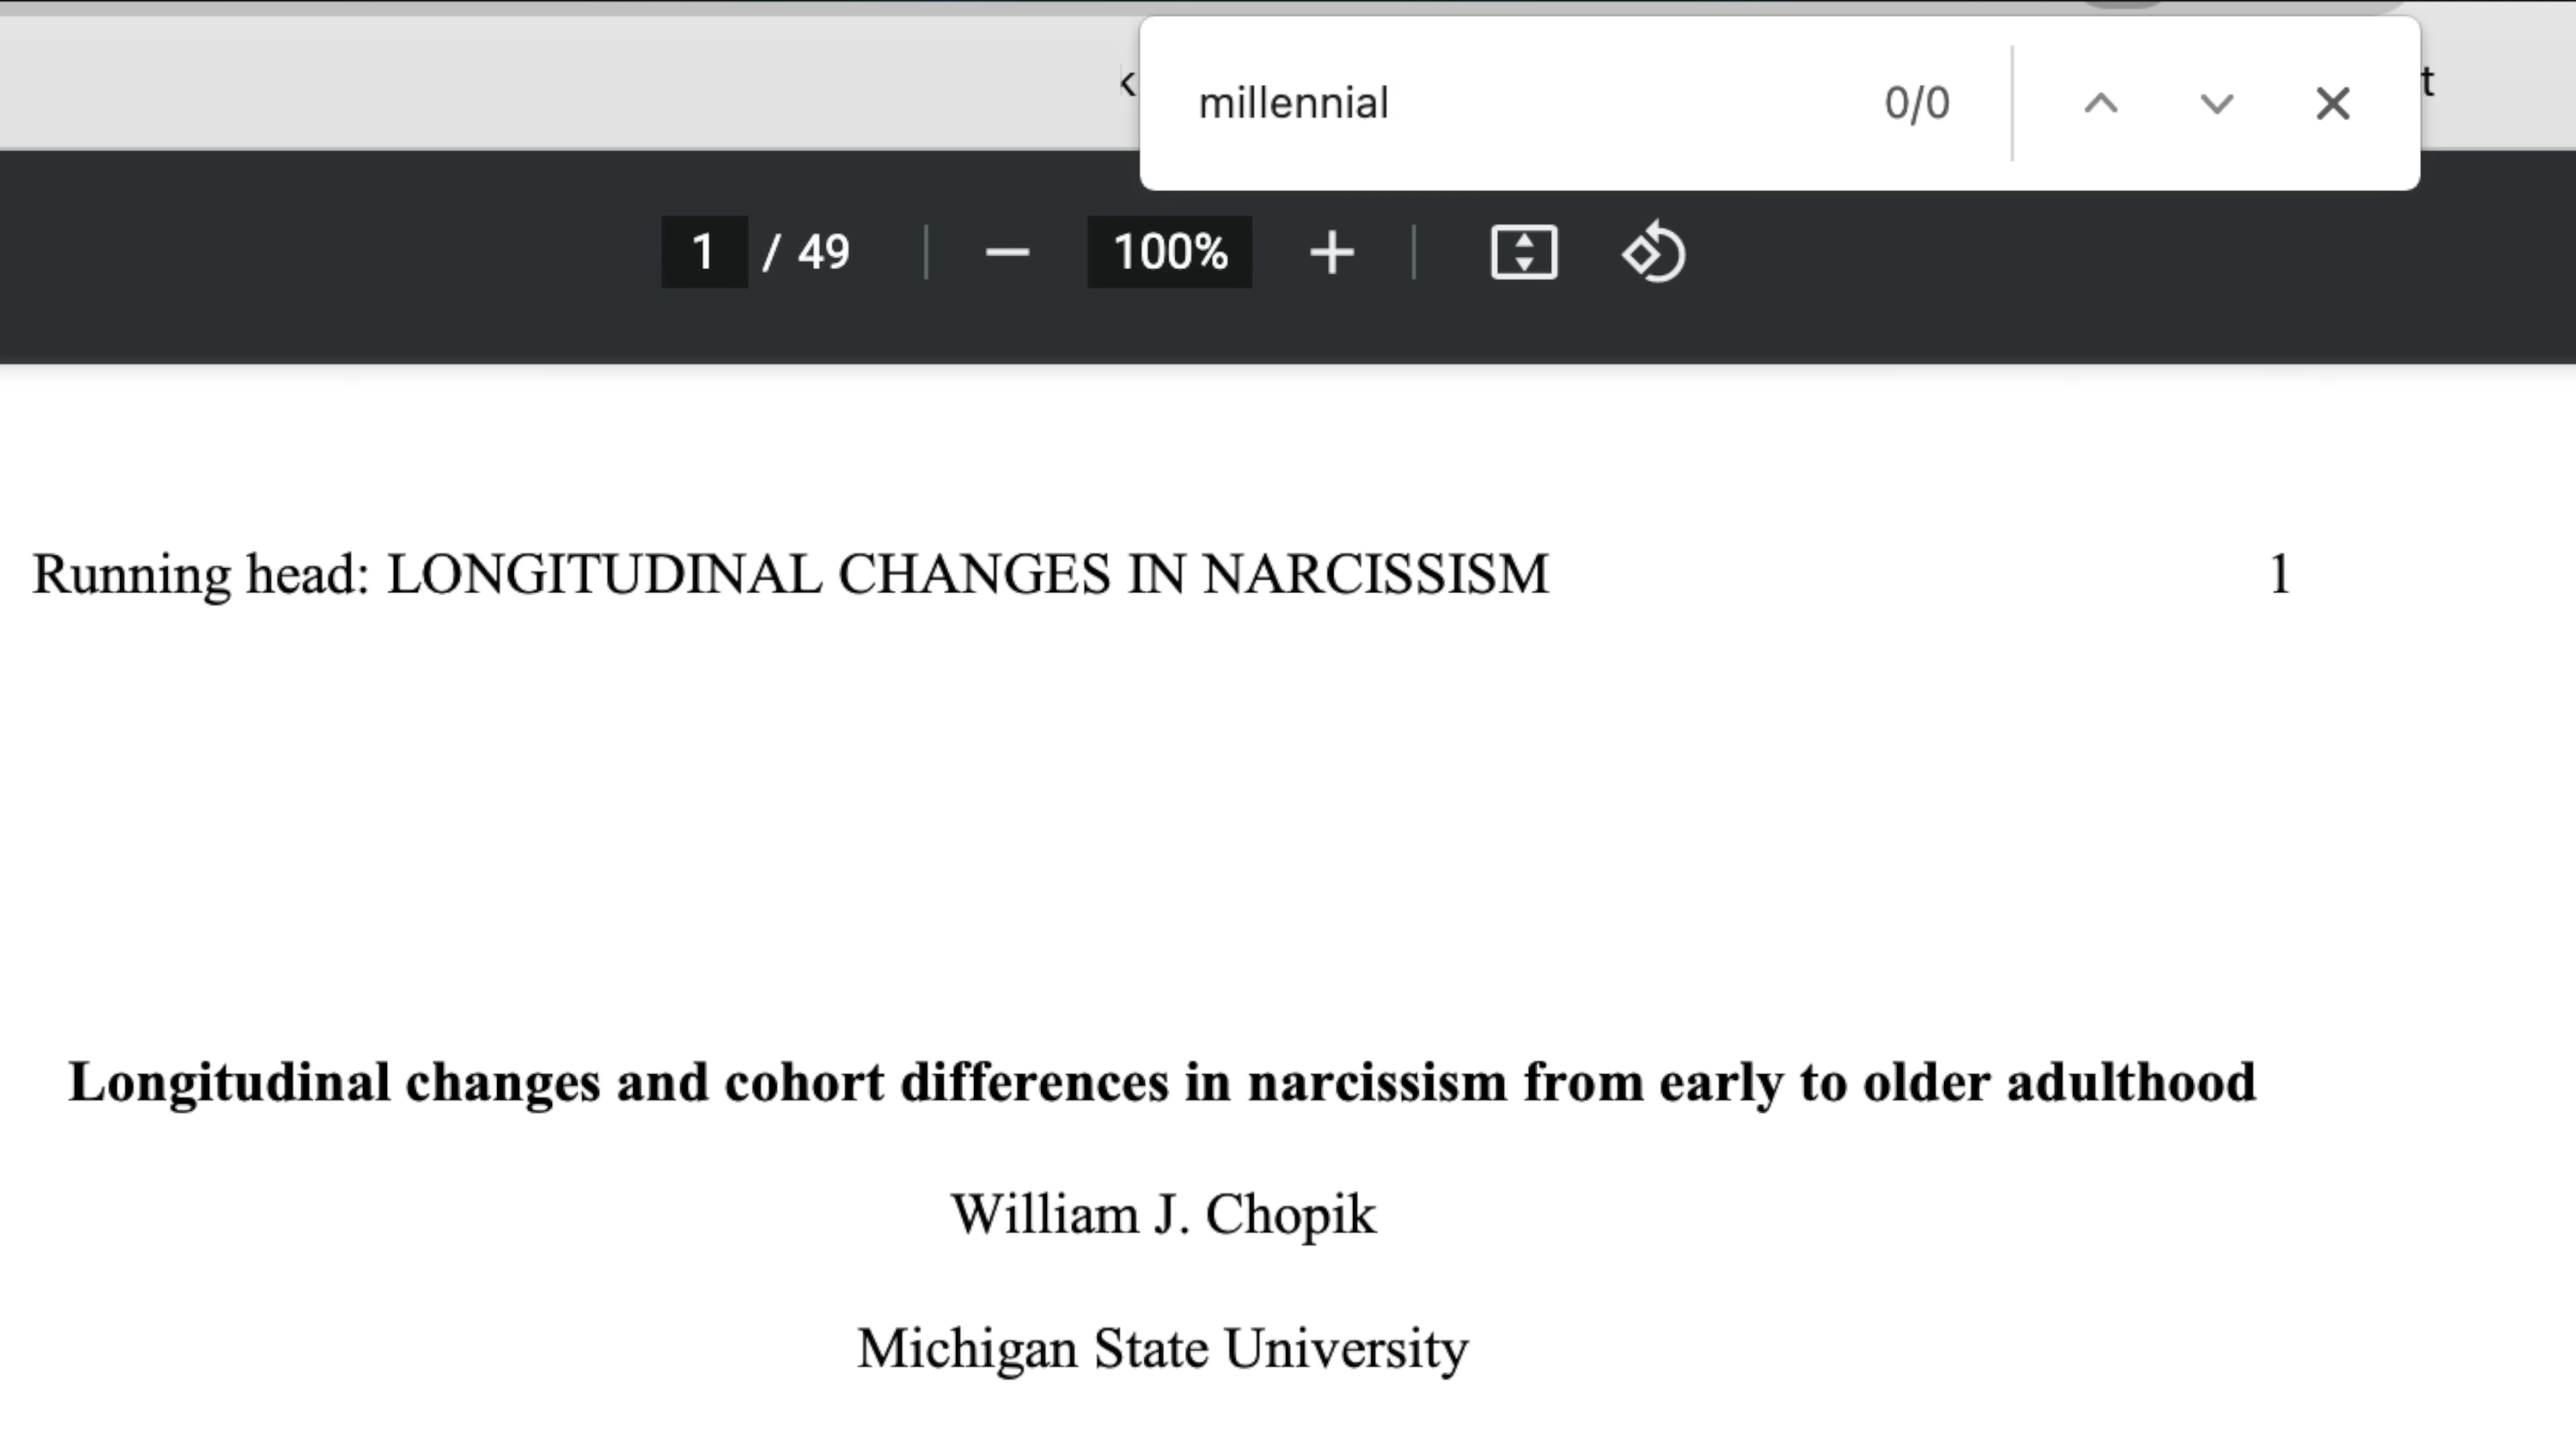 millennial 0/0
1 / 49 100%
Running head: LONGITUDINAL CHANGES IN NARCISSISM 1
Longitudinal changes and cohort differences in narcissism from early to older adulthood
William J. Chopik
Michigan State University